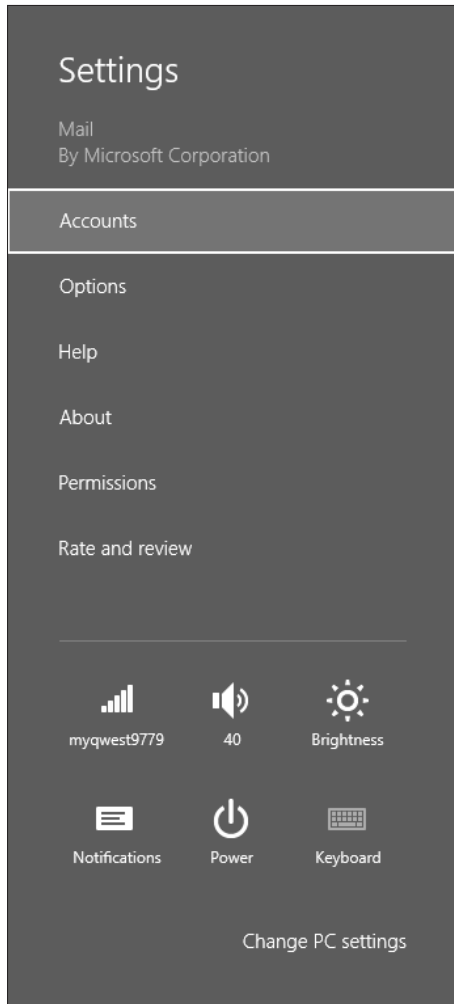 Settings
Mail
By Microsoft Corporation
Accounts
Options
Help
About
Permissions
Rate and review
myqwest9779
40
Brightness
Notifications
Power
Keyboard
Change PC settings